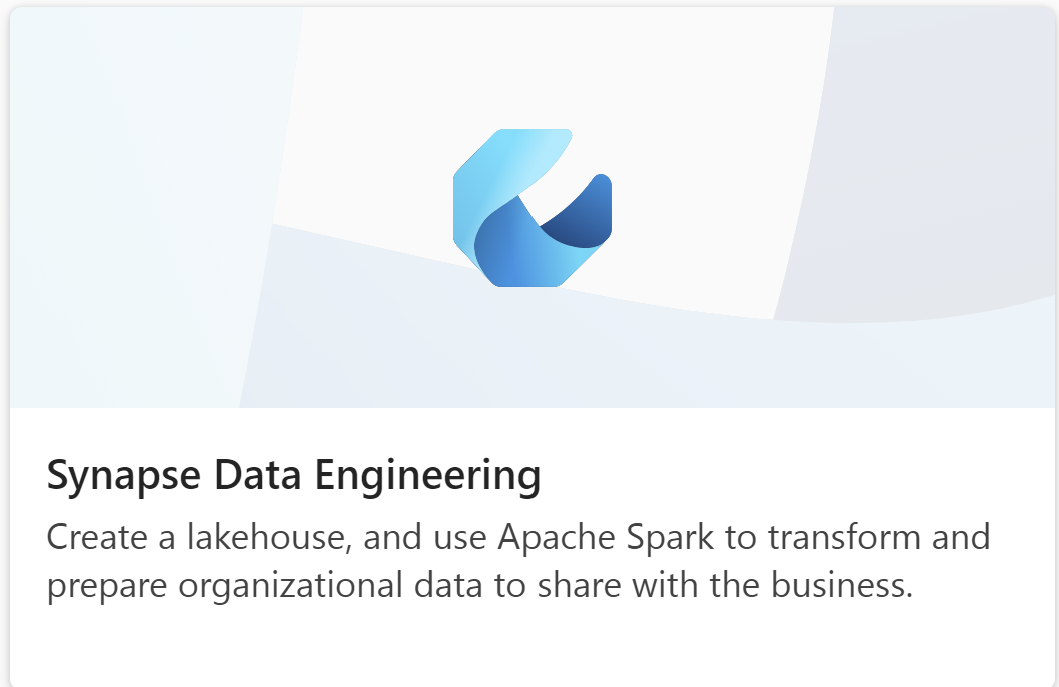 Synapse Data Engineering
Create a lakehouse, and use Apache Spark to transform and
prepare organizational data to share with the business.